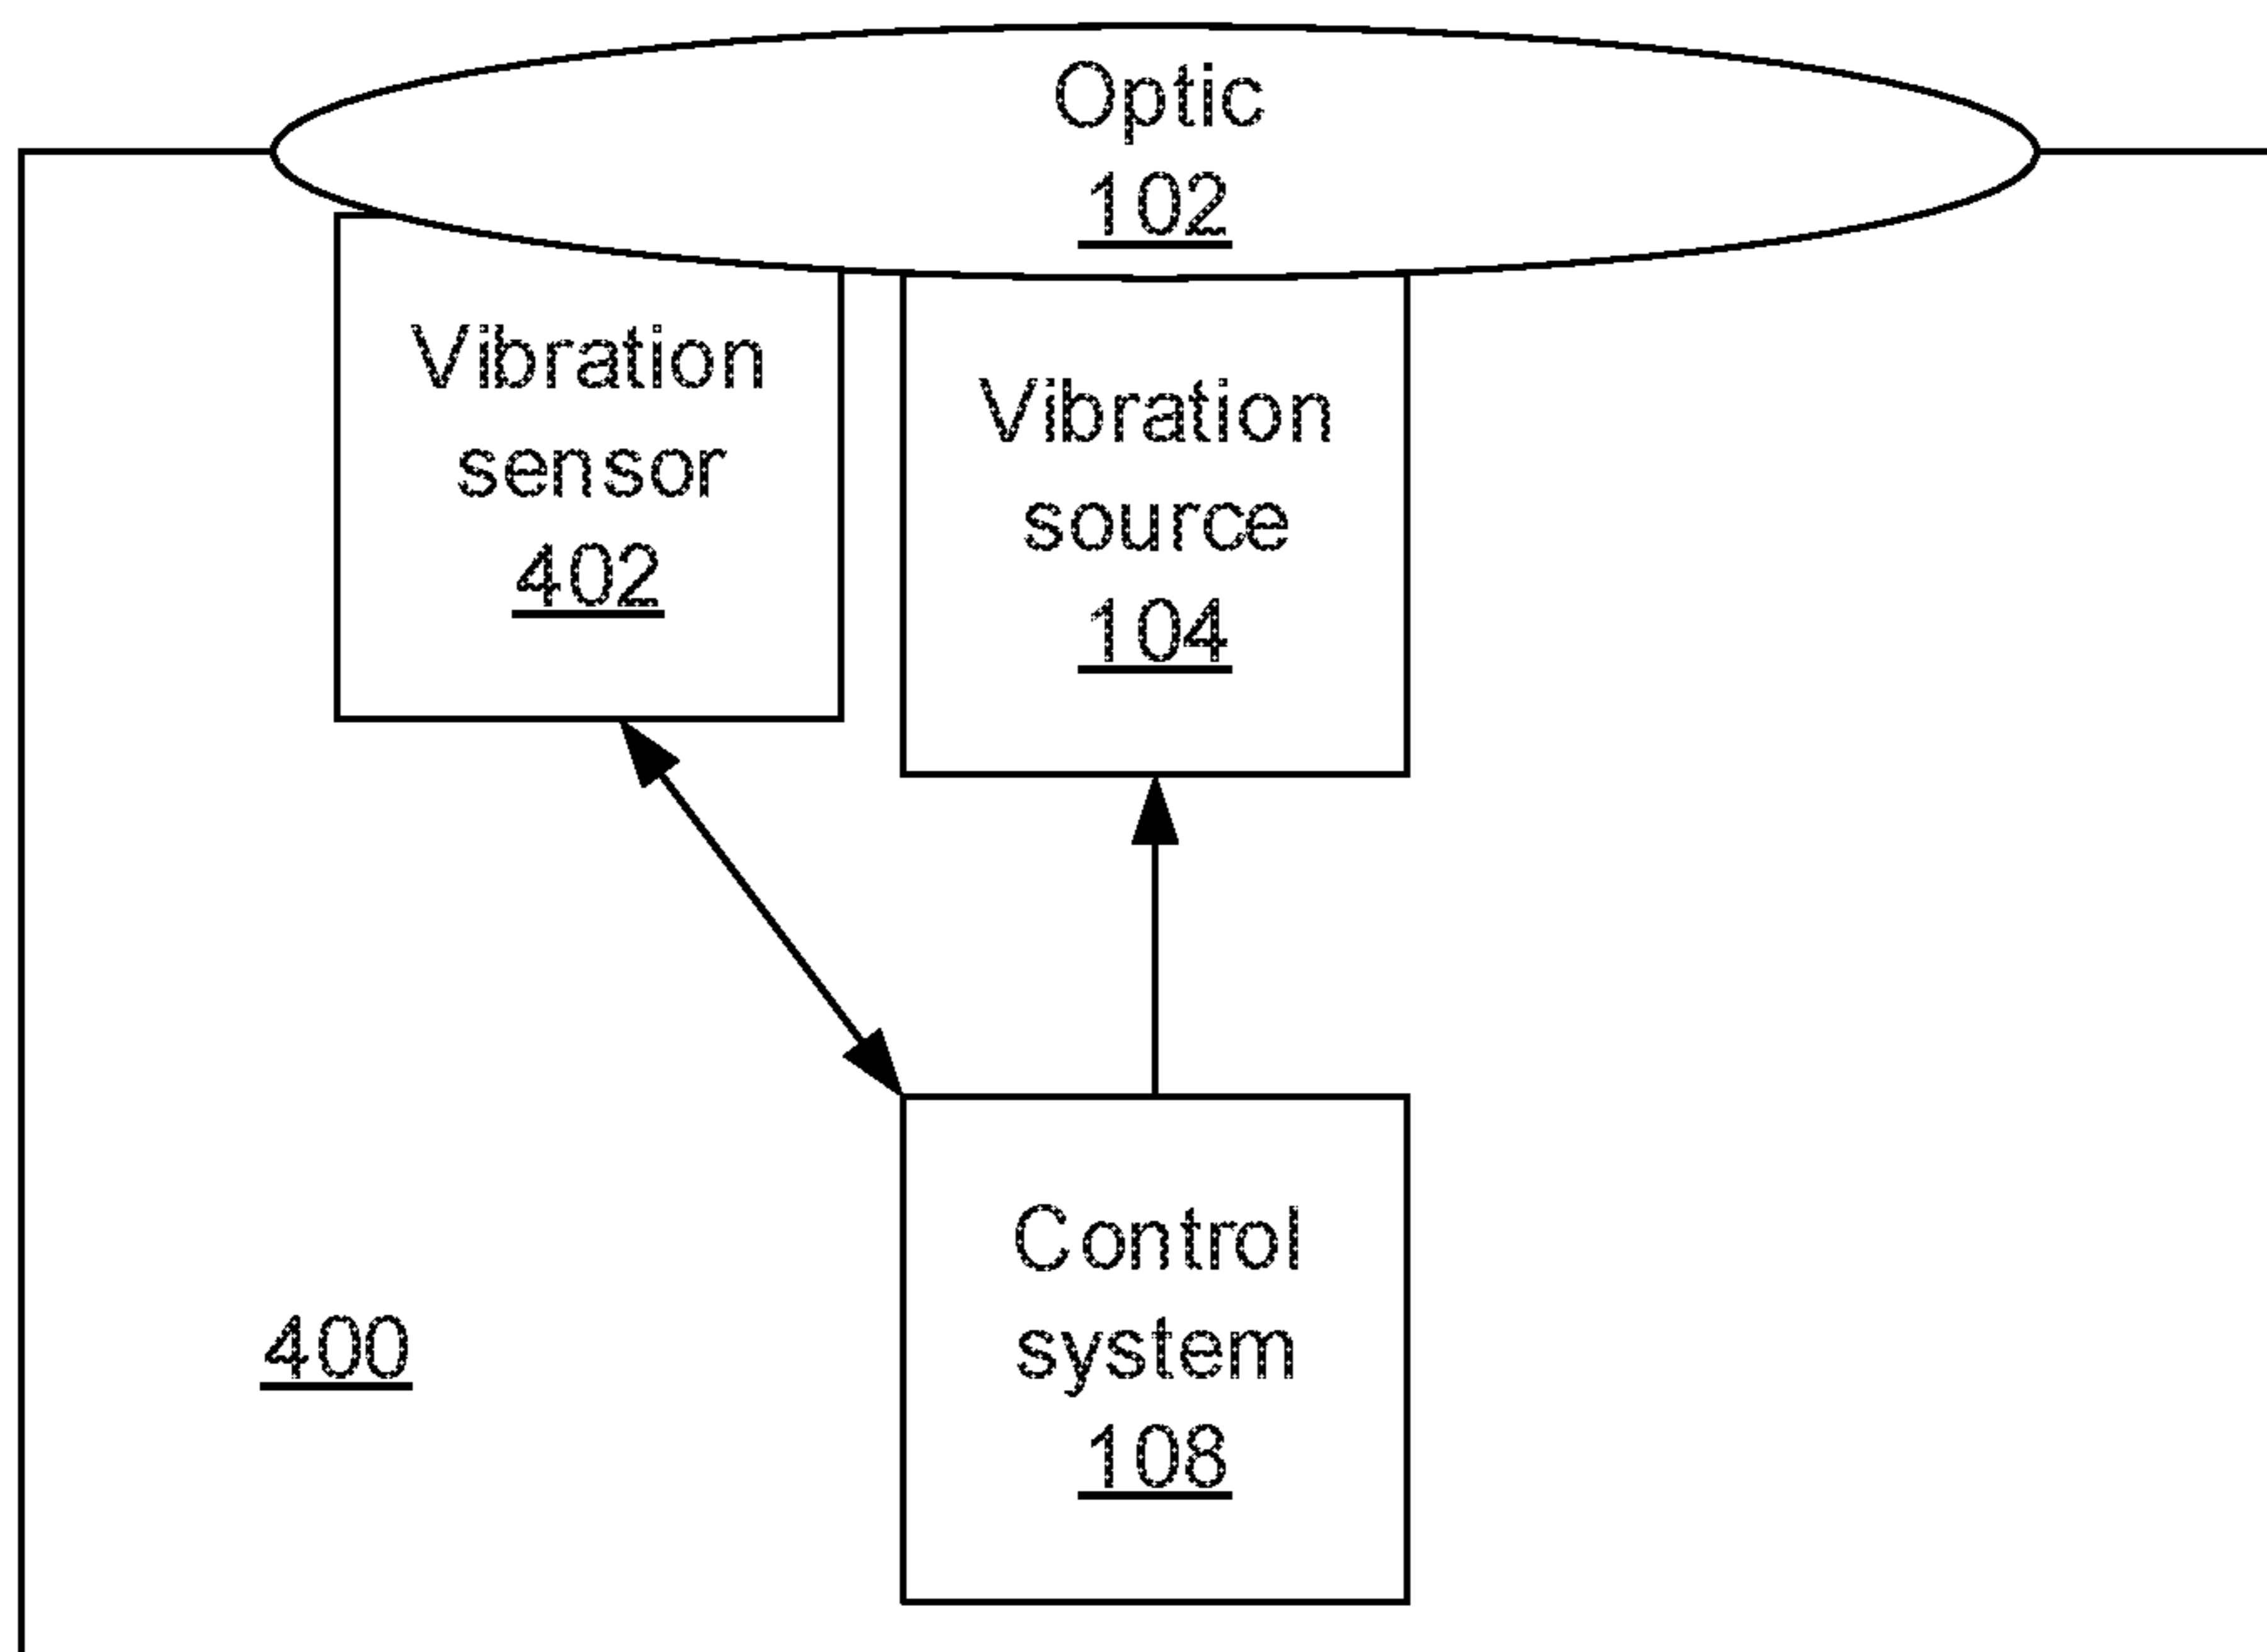 Optic
102
Vibration
sensor
402
Vibration
source
104
Control
system
108
400